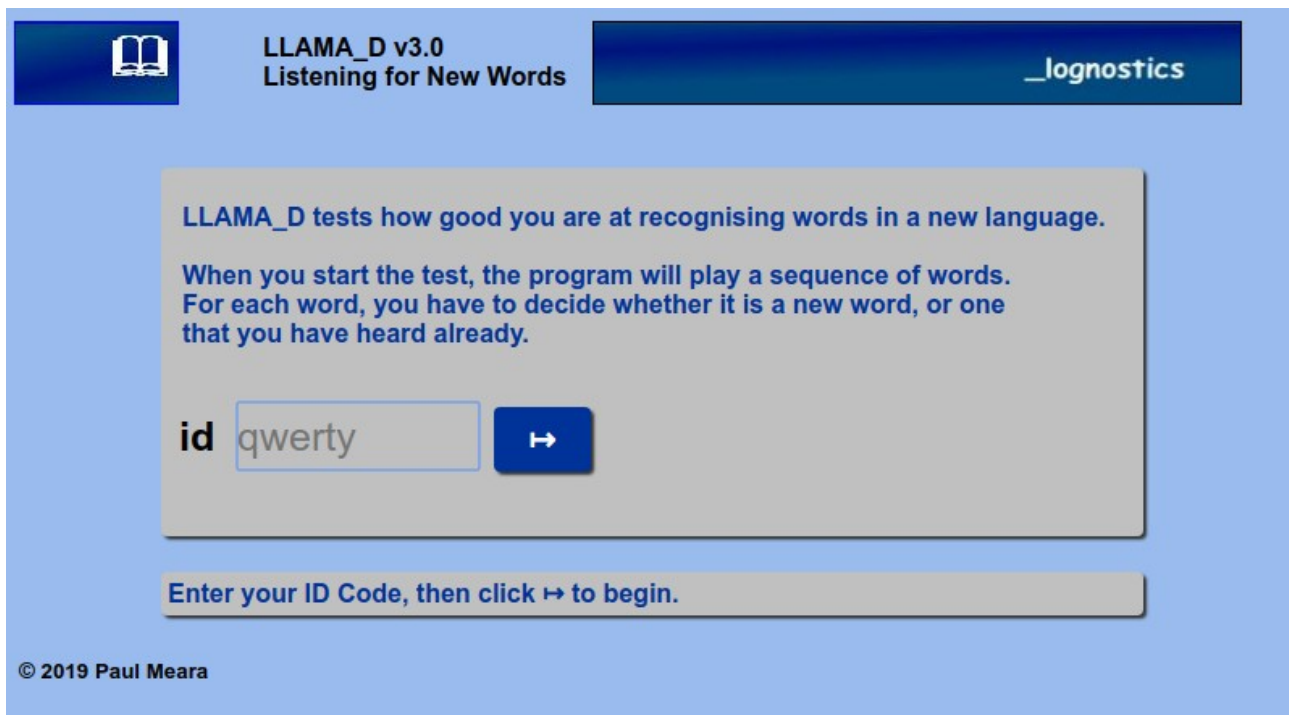 LLAMA_D v3.0
Listening for New Words
_lognostics
LLAMA_D tests how good you are at recognising words in a new language.
When you start the test, the program will play a sequence of words.
For each word, you have to decide whether it is a new word, or one
that you have heard already.
id qwerty ↦
Enter your ID Code, then click ↦ to begin.
© 2019 Paul Meara